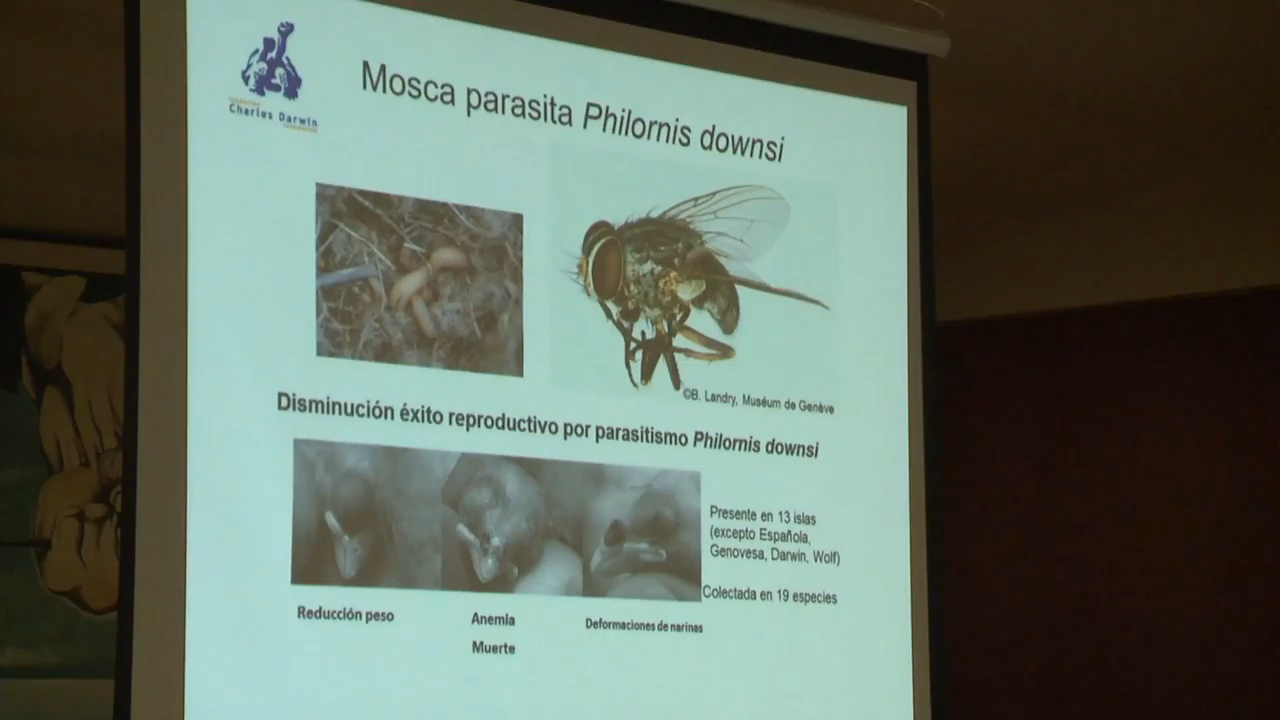 Charles Darwin
Mosca parasita Philornis downsi
©B. Landry, Muséum de Genève
Disminución éxito reproductivo por parasitismo Philornis downsi
Presente en 13 islas
(excepto Española,
Genovesa, Darwin, Wolf)
Colectada en 19 especies
Reducción peso
Anemia
Muerte
Deformaciones de narinas